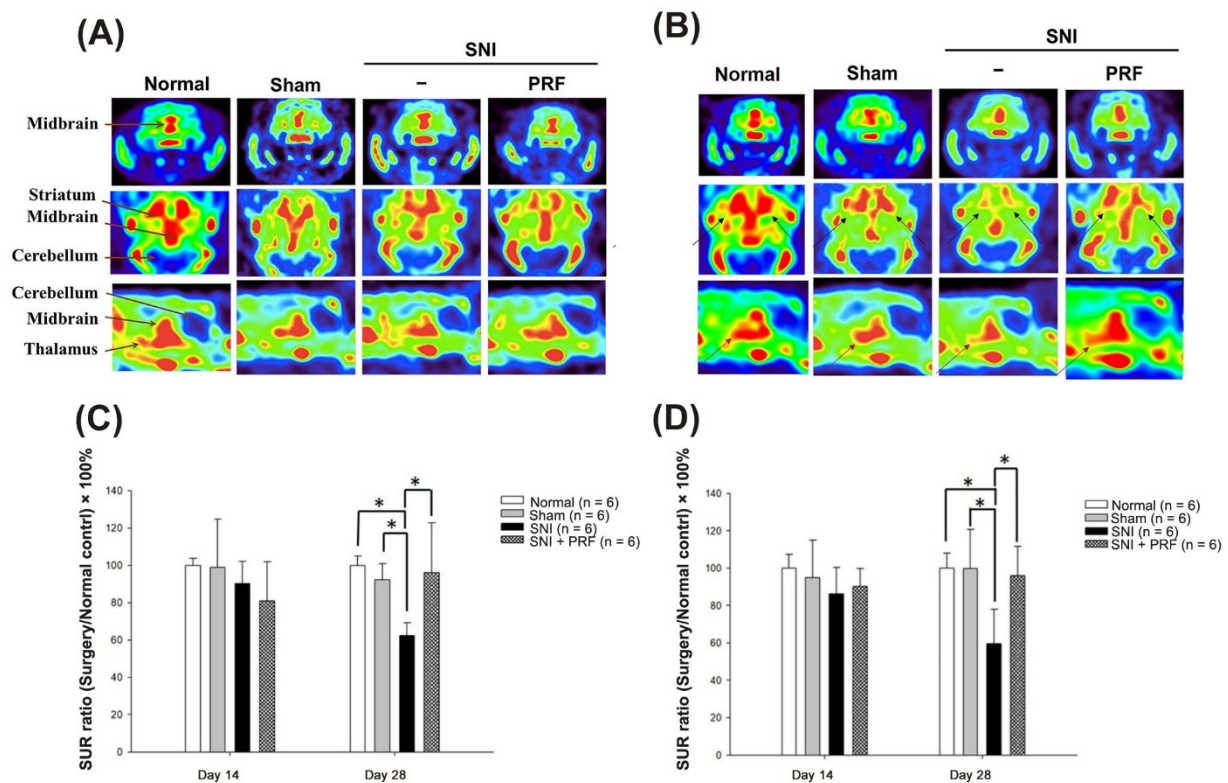 (A)
SNI
Normal
Sham
–
PRF
Midbrain
Striatum
Midbrain
Cerebellum
Cerebellum
Midbrain
Thalamus
(B)
SNI
Normal
Sham
–
PRF
(C)
SUR ratio (Surgery/Normal contrl) × 100%
140
120
100
80
60
40
20
0
Day 14
Day 28
*
*
*
Normal (n = 6)
Sham (n = 6)
SNI (n = 6)
SNI + PRF (n = 6)
(D)
SUR ratio (Surgery/Normal contrl) × 100%
140
120
100
80
60
40
20
0
Day 14
Day 28
*
*
*
Normal (n = 6)
Sham (n = 6)
SNI (n = 6)
SNI + PRF (n = 6)